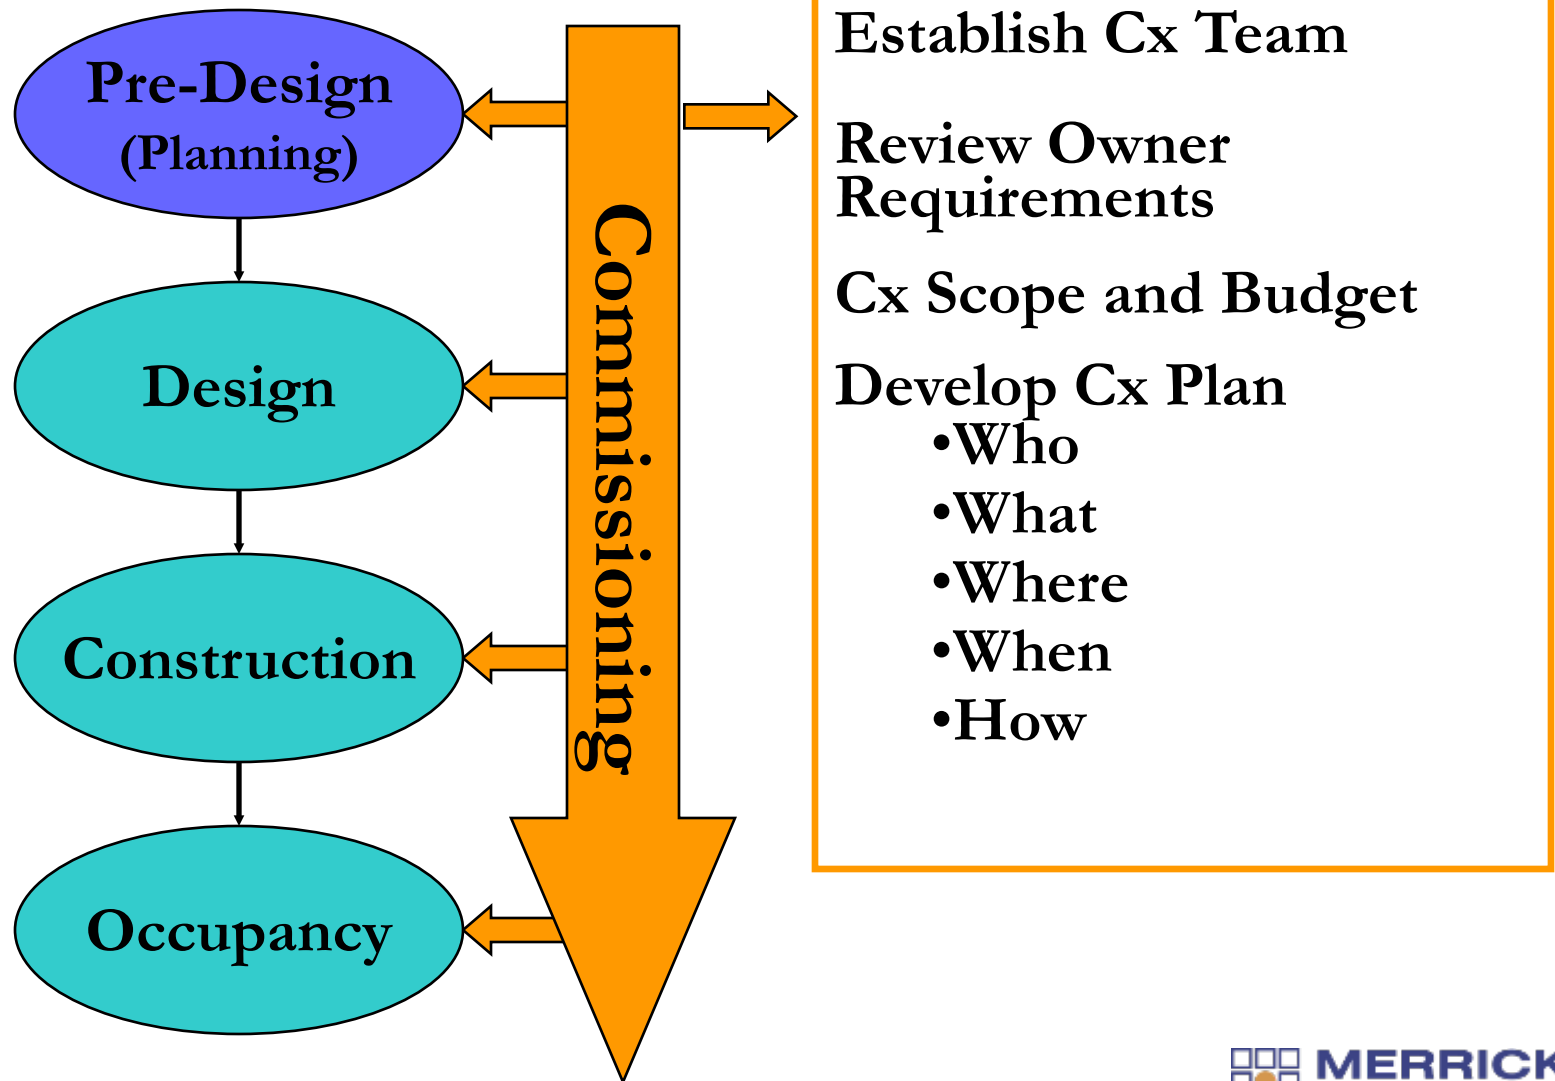 Pre-Design
(Planning)
Design
Construction
Occupancy
Commissioning
Establish Cx Team
Review Owner
Requirements
Cx Scope and Budget
Develop Cx Plan
•Who
•What
•Where
•When
•How
MERRICK